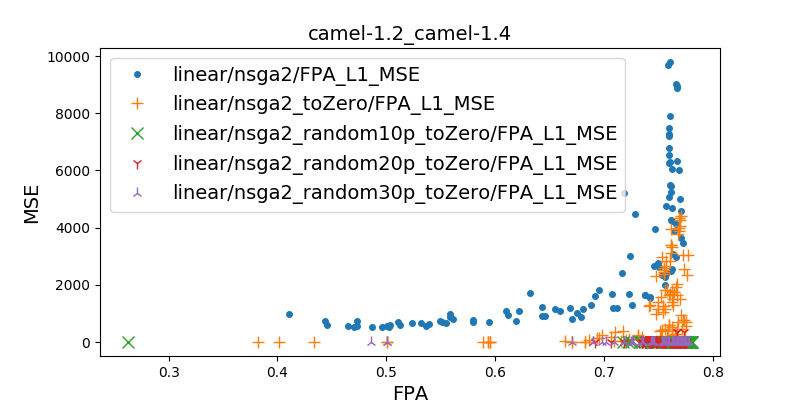 camel-1.2_camel-1.4
10000
8000
6000
4000
2000
0
MSE
linear/nsga2/FPA_L1_MSE
linear/nsga2_toZero/FPA_L1_MSE
linear/nsga2_random10p_toZero/FPA_L1_MSE
linear/nsga2_random20p_toZero/FPA_L1_MSE
linear/nsga2_random30p_toZero/FPA_L1_MSE
0.3 0.4 0.5 0.6 0.7 0.8
FPA